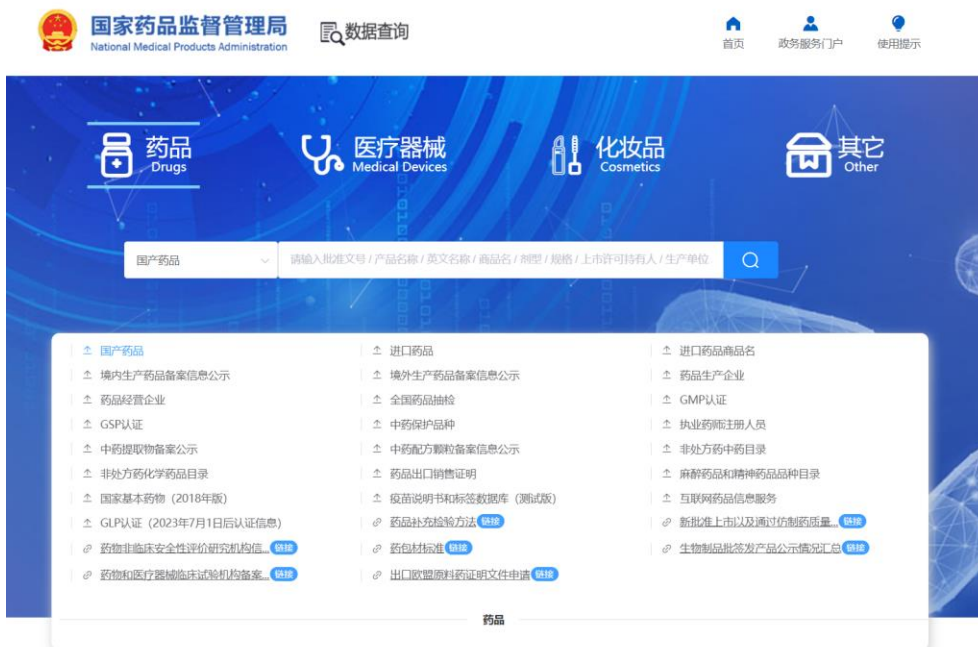 国家药品监督管理局
National Medical Products Administration
数据查询
首页 政务服务门户 使用提示
药品
Drugs
医疗器械
Medical Devices
化妆品
Cosmetics
其它
Other
国产药品 请输入批准文号 / 产品名称 / 英文名称 / 商品名 / 剂型 / 规格 / 上市许可持有人 / 生产单位
国产药品 进口药品 进口药品商品名
境内生产药品备案信息公示 境外生产药品备案信息公示 药品生产企业
药品经营企业 全国药品抽检 GMP认证
GSP认证 中药保护品种 执业药师注册人员
中药提取物备案公示 中药配方颗粒备案信息公示 非处方药中药目录
非处方药化学药品目录 药品出口销售证明 麻醉药品和精神药品品种目录
国家基本药物（2018年版） 疫苗说明书和标签数据库（测试版） 互联网药品信息服务
GLP认证（2023年7月1日后认证信息） 药品补充检验方法 链接 新批准上市以及通过仿制药质量... 链接
药物非临床安全性评价研究机构信... 链接 药包材标准 链接 生物制品批签发产品公示情况汇总 链接
药物和医疗器械临床试验机构备案... 链接 出口欧盟原料药证明文件申请 链接
药品